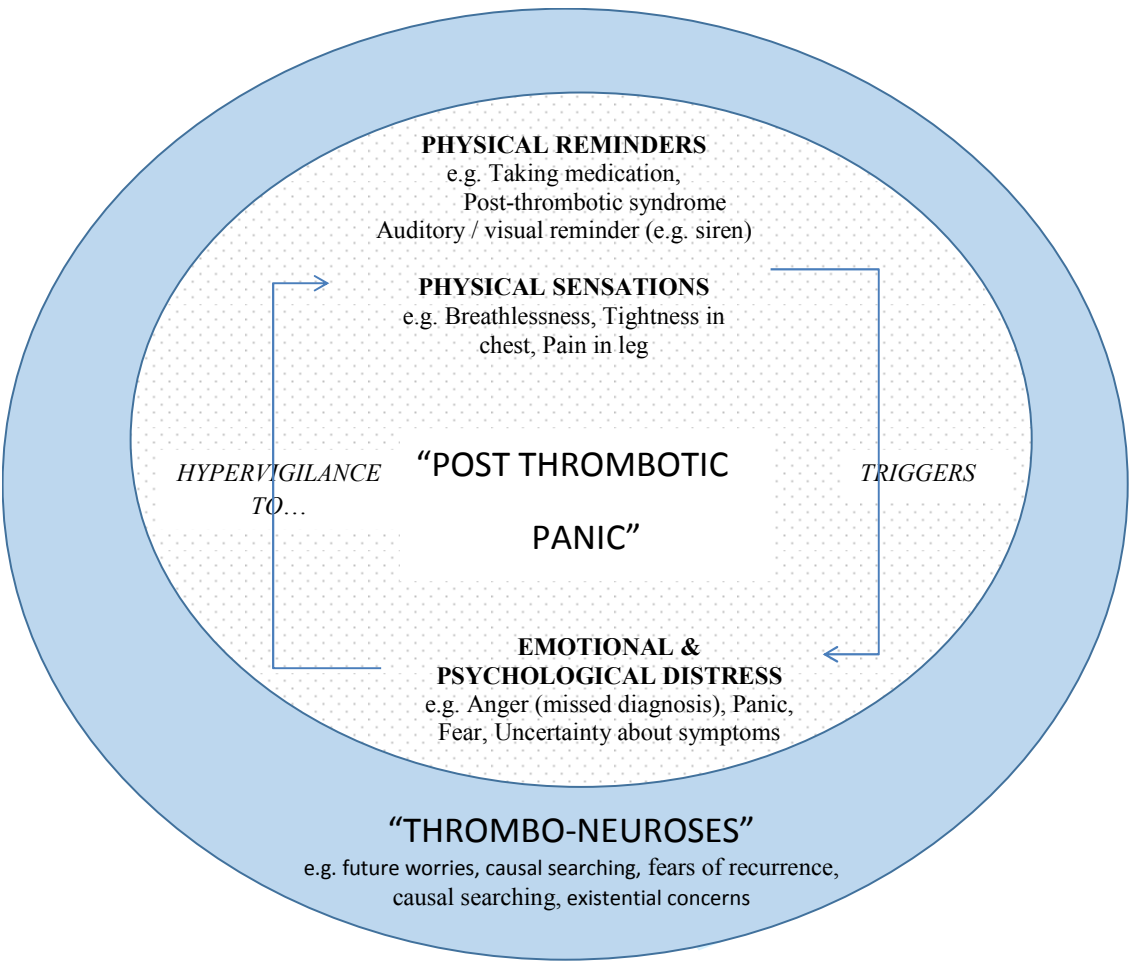 PHYSICAL REMINDERS
e.g. Taking medication,
Post-thrombotic syndrome
Auditory / visual reminder (e.g. siren)
PHYSICAL SENSATIONS
e.g. Breathlessness, Tightness in
chest, Pain in leg
HYPERVIGILANCE
TO…
“POST THROMBOTIC
PANIC”
TRIGGERS
EMOTIONAL &
PSYCHOLOGICAL DISTRESS
e.g. Anger (missed diagnosis), Panic,
Fear, Uncertainty about symptoms
“THROMBO-NEUROSES”
e.g. future worries, causal searching, fears of recurrence,
causal searching, existential concerns